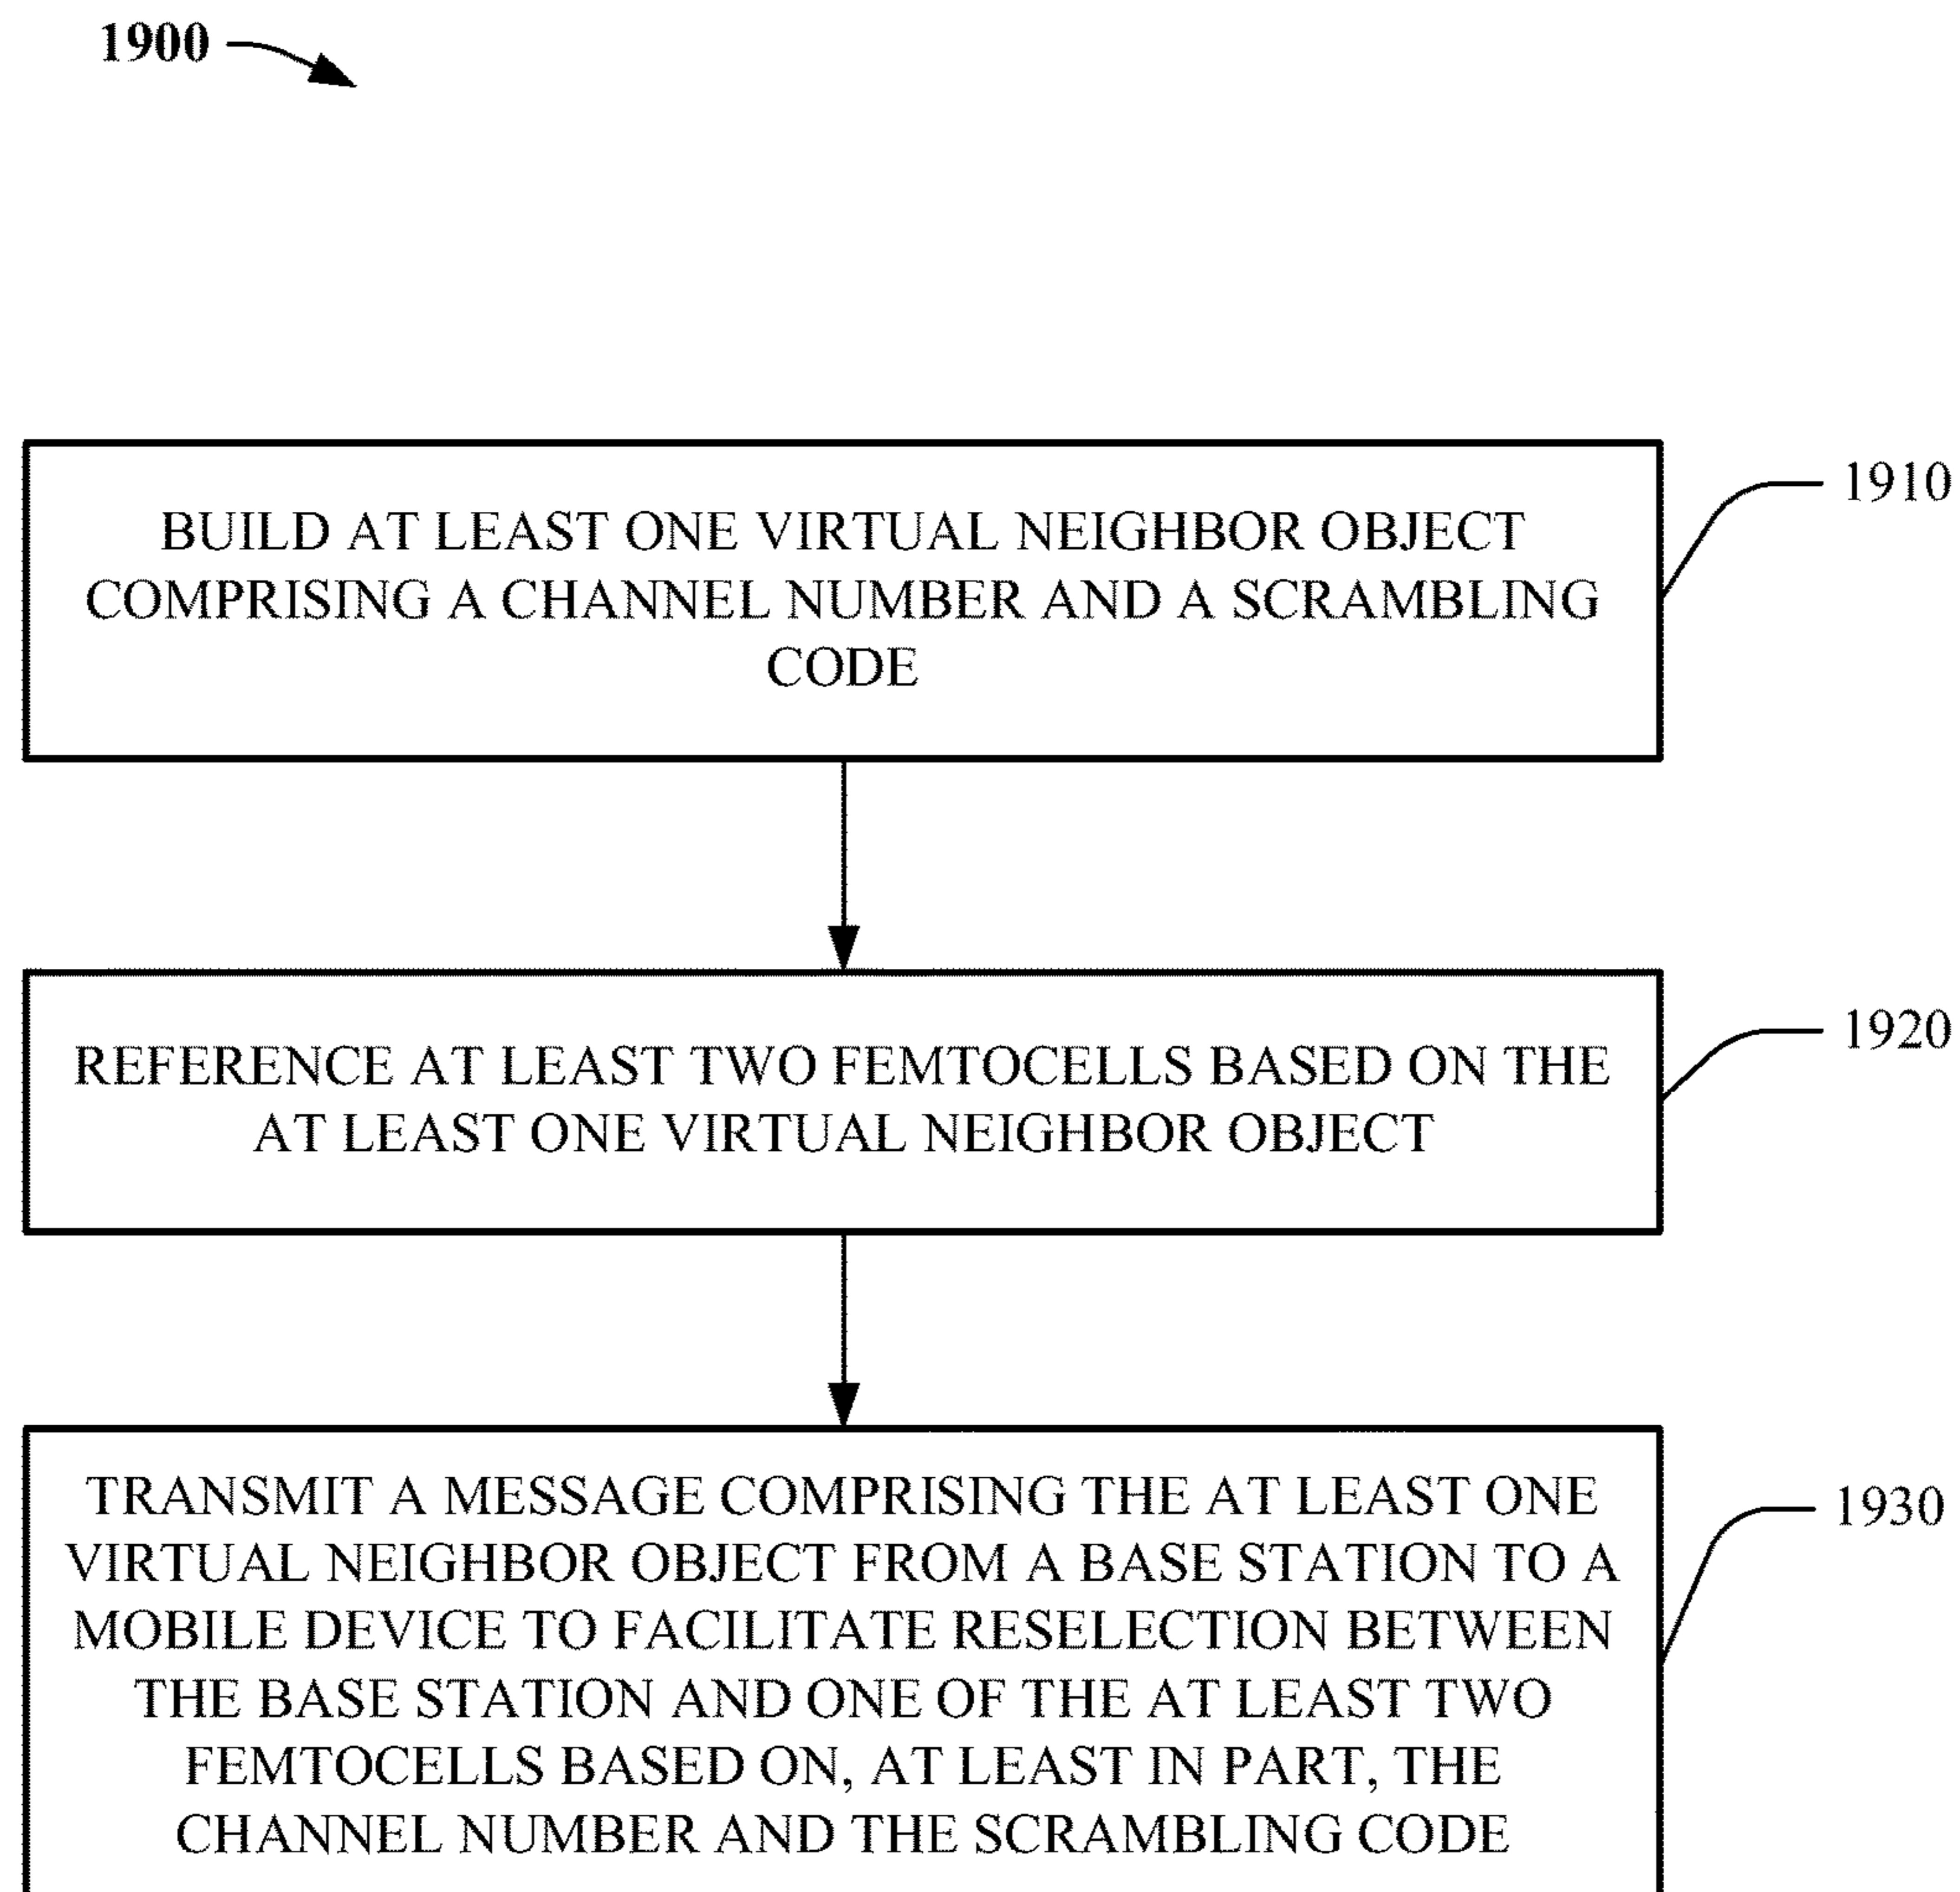 1900
BUILD AT LEAST ONE VIRTUAL NEIGHBOR OBJECT
COMPRISING A CHANNEL NUMBER AND A SCRAMBLING
CODE
1910
REFERENCE AT LEAST TWO FEMTOCELLS BASED ON THE
AT LEAST ONE VIRTUAL NEIGHBOR OBJECT
1920
TRANSMIT A MESSAGE COMPRISING THE AT LEAST ONE
VIRTUAL NEIGHBOR OBJECT FROM A BASE STATION TO A
MOBILE DEVICE TO FACILITATE RESELECTION BETWEEN
THE BASE STATION AND ONE OF THE AT LEAST TWO
FEMTOCELLS BASED ON, AT LEAST IN PART, THE
CHANNEL NUMBER AND THE SCRAMBLING CODE
1930